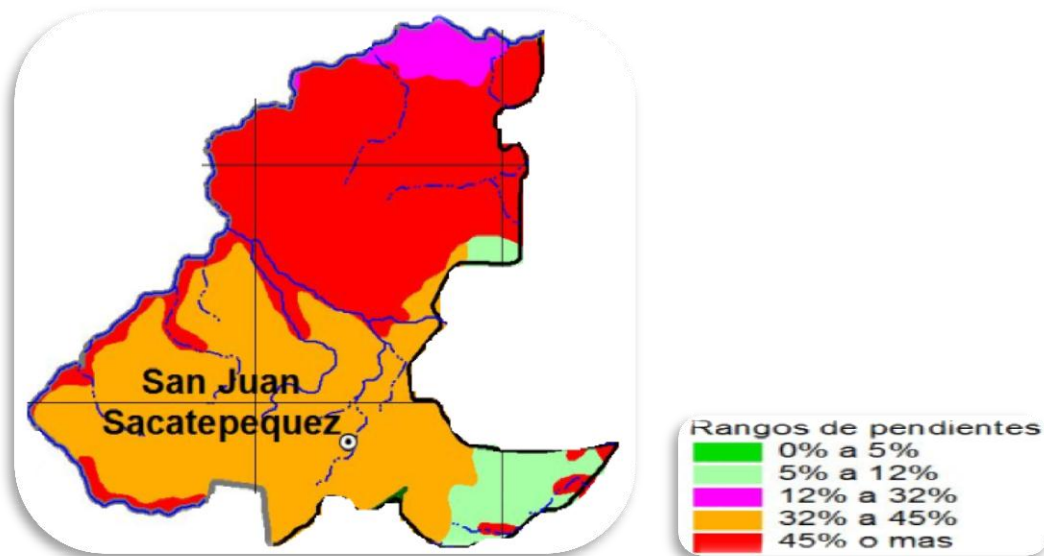 San Juan
Sacatepequez
Rangos de pendientes
0% a 5%
5% a 12%
12% a 32%
32% a 45%
45% o mas